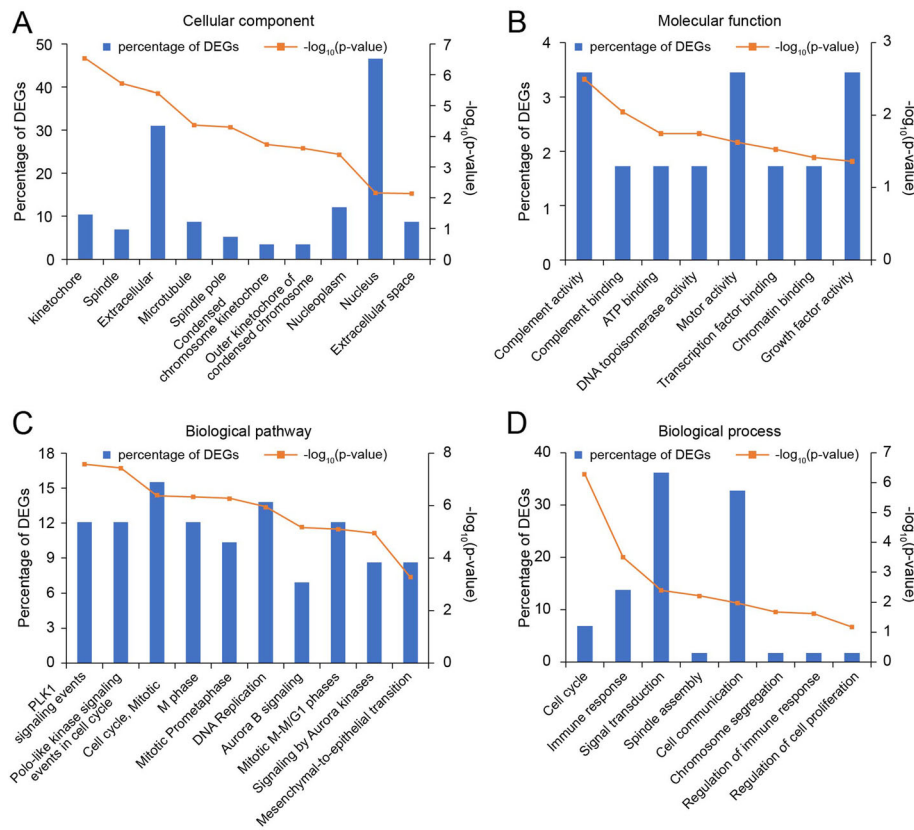 A
Cellular component
percentage of DEGs
-log10(p-value)
Percentage of DEGs
50
40
30
20
10
0
7
6
5
4
3
2
1
0
-log10(p-value)
kinetochore
Spindle
Extracellular
Microtubule
Spindle pole
Condensed
chromosome kinetochore
Outer kinetochore of
condensed chromosome
Nucleoplasm
Nucleus
Extracellular space
B
Molecular function
percentage of DEGs
-log10(p-value)
Percentage of DEGs
4
3
2
1
0
3
2
1
0
-log10(p-value)
Complement activity
Complement binding
ATP binding
DNA topoisomerase activity
Motor activity
Transcription factor binding
Chromatin binding
Growth factor activity
C
Biological pathway
percentage of DEGs
-log10(p-value)
Percentage of DEGs
18
15
12
9
6
3
0
8
6
4
2
0
-log10(p-value)
PLK1
signaling events
Polo-like kinase signaling
events in cell cycle
Cell cycle, Mitotic
M phase
Mitotic Prometaphase
DNA Replication
Aurora B signaling
Mitotic M-M/G1 phases
Signaling by Aurora kinases
Mesenchymal-to-epithelial transition
D
Biological process
percentage of DEGs
-log10(p-value)
Percentage of DEGs
40
30
20
10
0
7
6
5
4
3
2
1
0
-log10(p-value)
Cell cycle
Immune response
Signal transduction
Spindle assembly
Cell communication
Chromosome segregation
Regulation of immune response
Regulation of cell proliferation